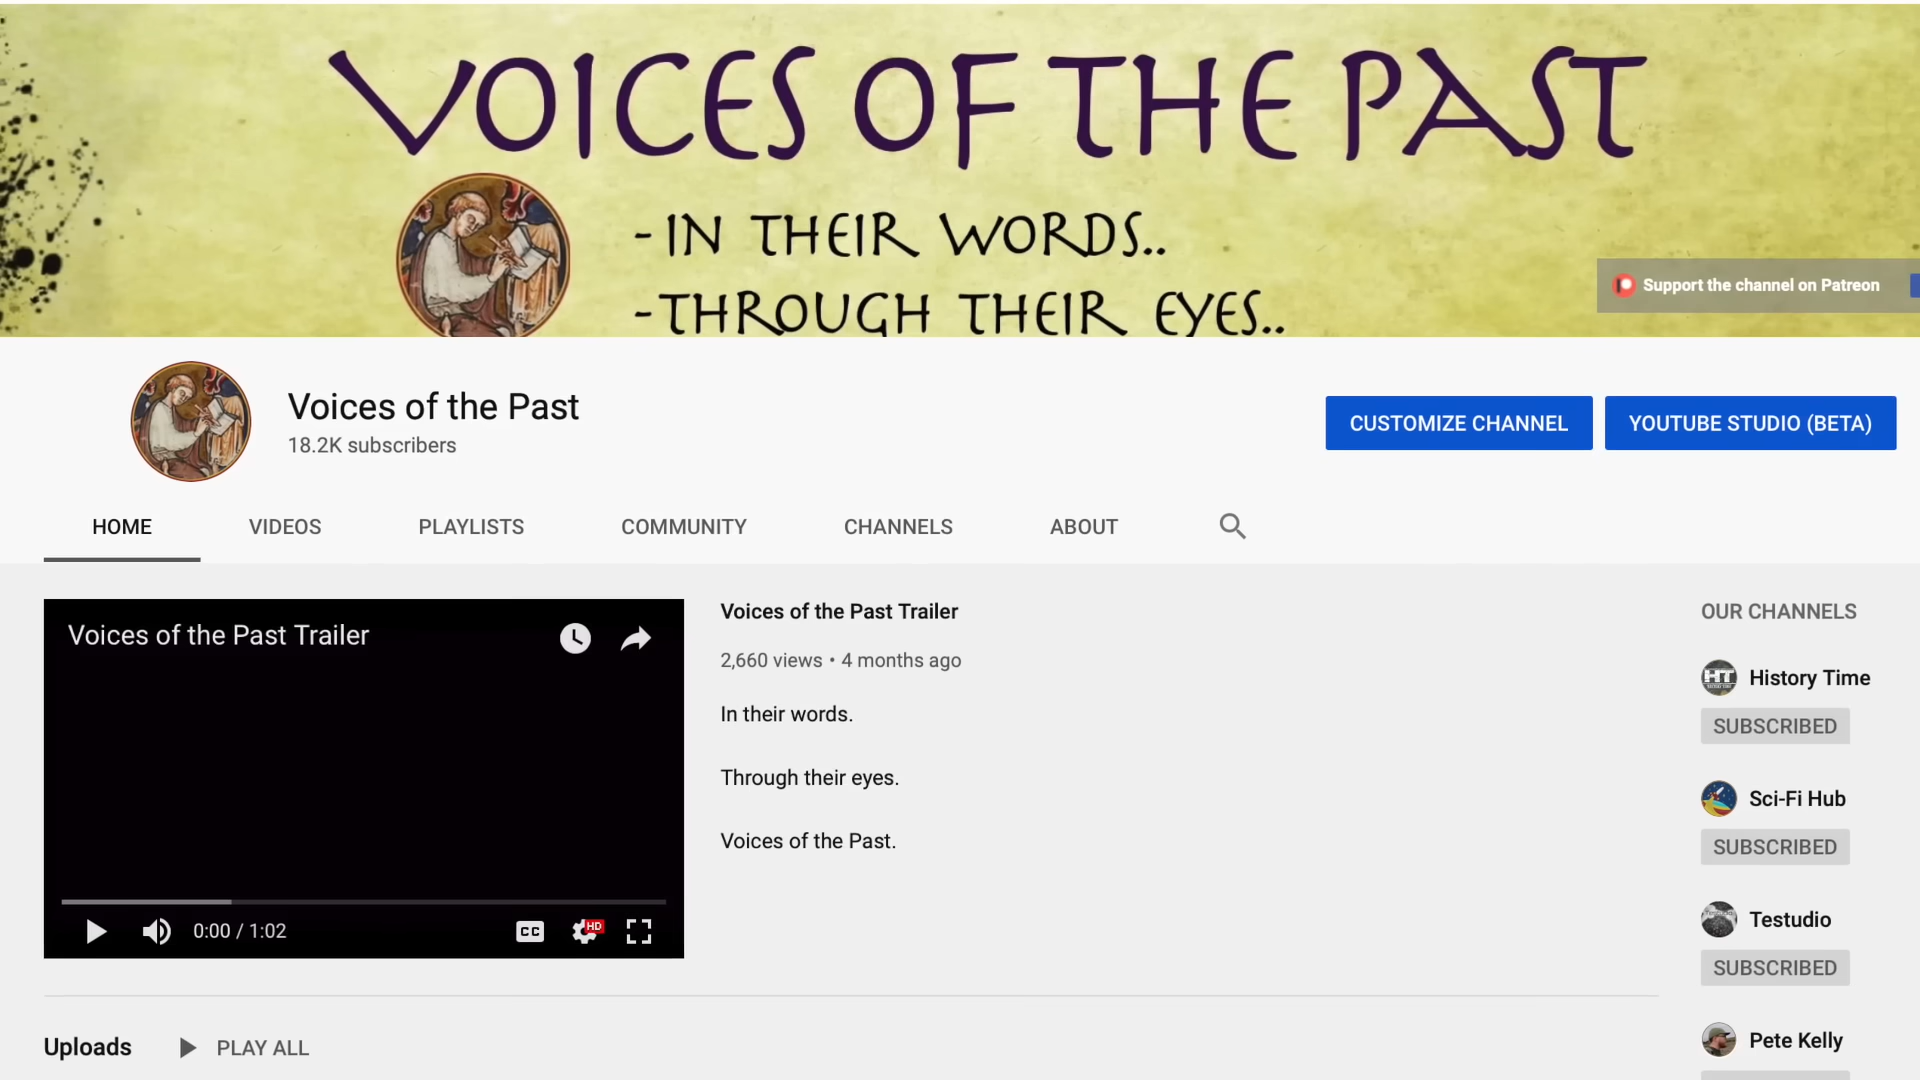 VOICES OF THE PAST
-IN THEIR WORDS..
-THROUGH THEIR EYES..
Support the channel on Patreon
Voices of the Past
18.2K subscribers
CUSTOMIZE CHANNEL
YOUTUBE STUDIO (BETA)
HOME VIDEOS PLAYLISTS COMMUNITY CHANNELS ABOUT
Voices of the Past Trailer
0:00 / 1:02
CC
HD
Voices of the Past Trailer
2,660 views • 4 months ago
In their words.
Through their eyes.
Voices of the Past.
OUR CHANNELS
HT
History Time
SUBSCRIBED
Sci-Fi Hub
SUBSCRIBED
Testudio
SUBSCRIBED
Pete Kelly
Uploads
PLAY ALL